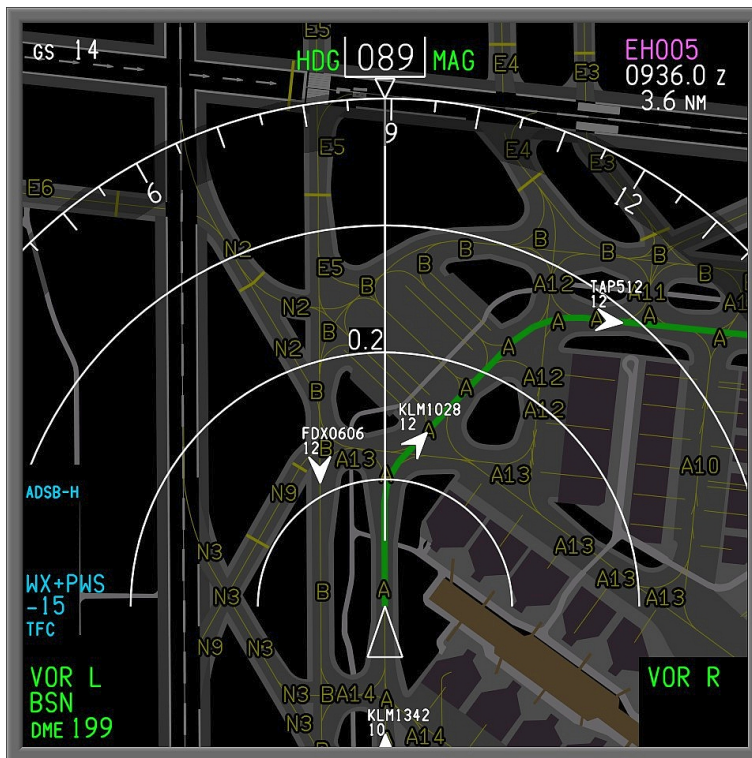 GS 14
HDG 089 MAG
EH005
0936.0 Z
3.6 NM
E5
E4
E3
9
6
12
E5
E4
E3
E6
N2
B
B
B
B
B
E5
B
A12
TAP512
12
A11
A1
N2
B
0.2
A
A
A
A
N2
A
A12
B
A
A12
KLM1028
12
A
FDX0606
12
B
A13
A
A13
A10
N9
ADSB-H
N3
A13
WX+PWS
-15
TFC
N3
B
A
A13
A13
N9
N3
VOR L
BSN
DME 199
VOR R
N3
B
A14
A
N3
KLM1342
10
A14
B